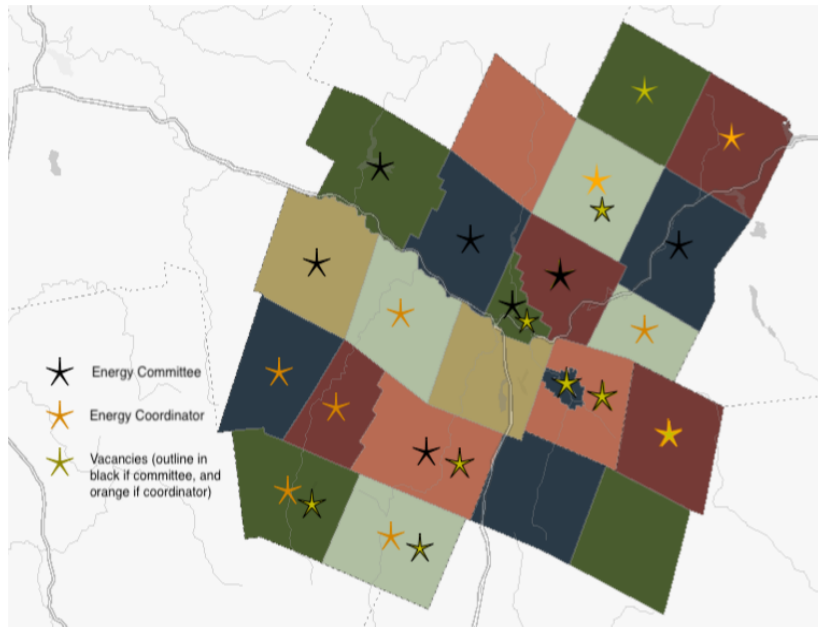 Energy Committee
Energy Coordinator
Vacancies (outline in
black if committee, and
orange if coordinator)